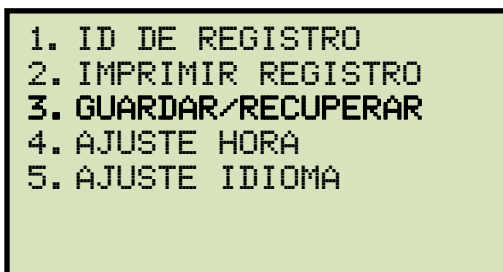 1. ID DE REGISTRO
2. IMPRIMIR REGISTRO
3. GUARDAR/RECUPERAR
4. AJUSTE HORA
5. AJUSTE IDIOMA